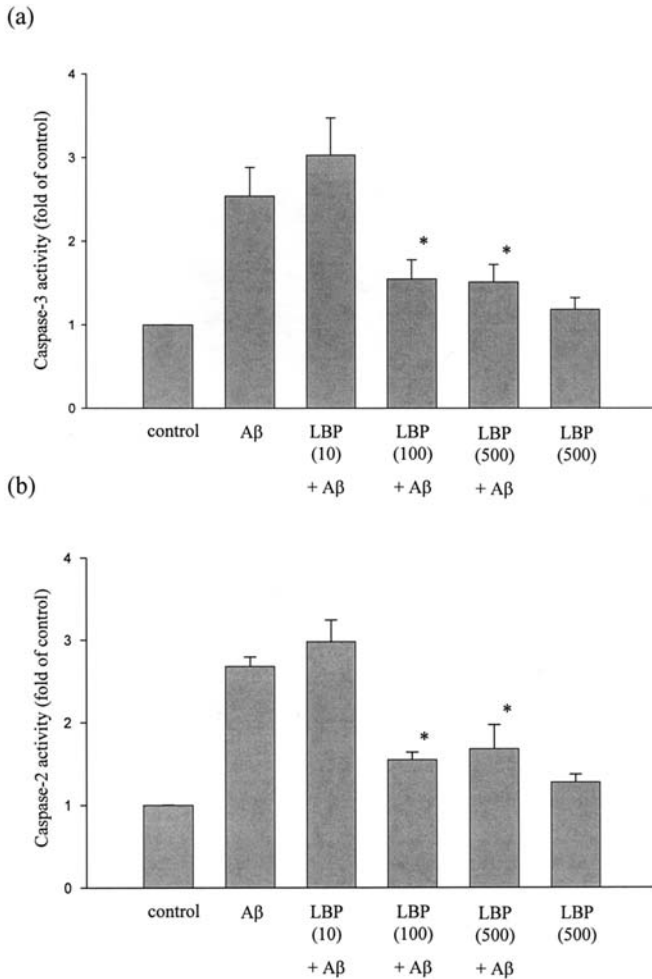 (a)
Caspase-3 activity (fold of control)
4
3
2
1
0
*
*
control Aβ LBP LBP LBP LBP
(10) (100) (500) (500)
+ Aβ + Aβ + Aβ
(b)
Caspase-2 activity (fold of control)
4
3
2
1
0
*
*
control Aβ LBP LBP LBP LBP
(10) (100) (500) (500)
+ Aβ + Aβ + Aβ